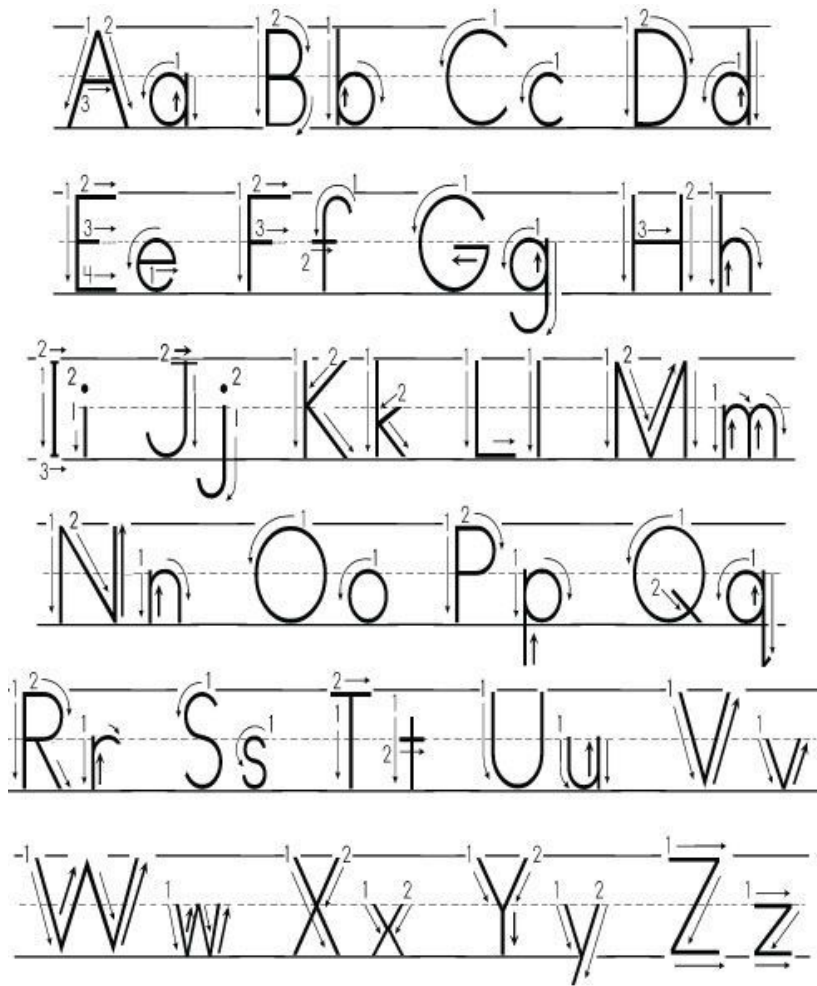 Aa Bb Cc Dd
Ee Ff Gg Hh
Ii Jj Kk Ll Mm
Nn Oo Pp Qq
Rr Ss Tt Uu Vv
Ww Xx Yy Zz